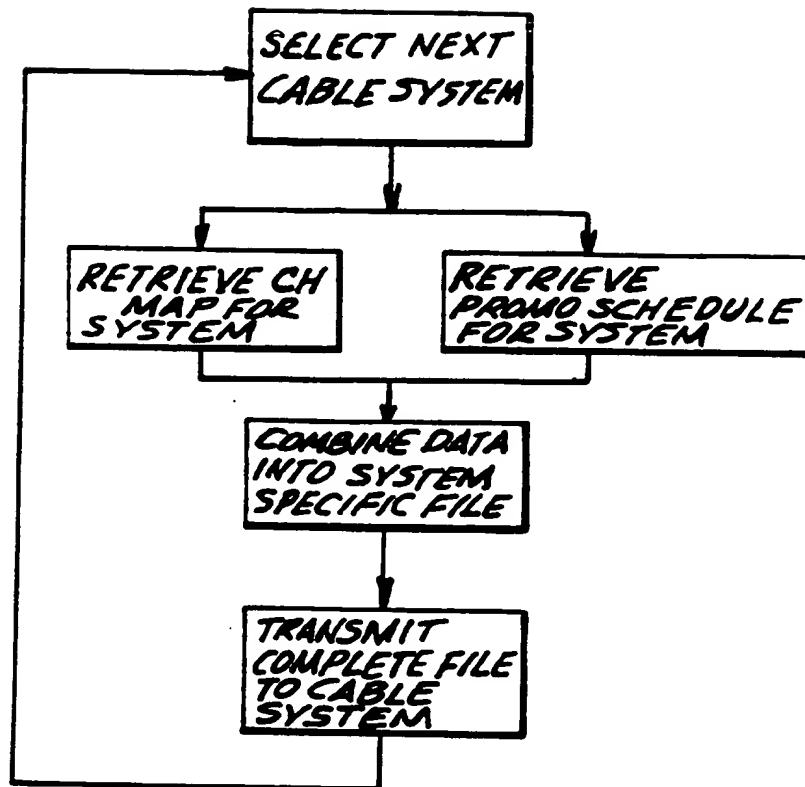 SELECT NEXT
CABLE SYSTEM
RETRIEVE CH
MAP FOR
SYSTEM
RETRIEVE
PROMO SCHEDULE
FOR SYSTEM
COMBINE DATA
INTO SYSTEM
SPECIFIC FILE
TRANSMIT
COMPLETE FILE
TO CABLE
SYSTEM